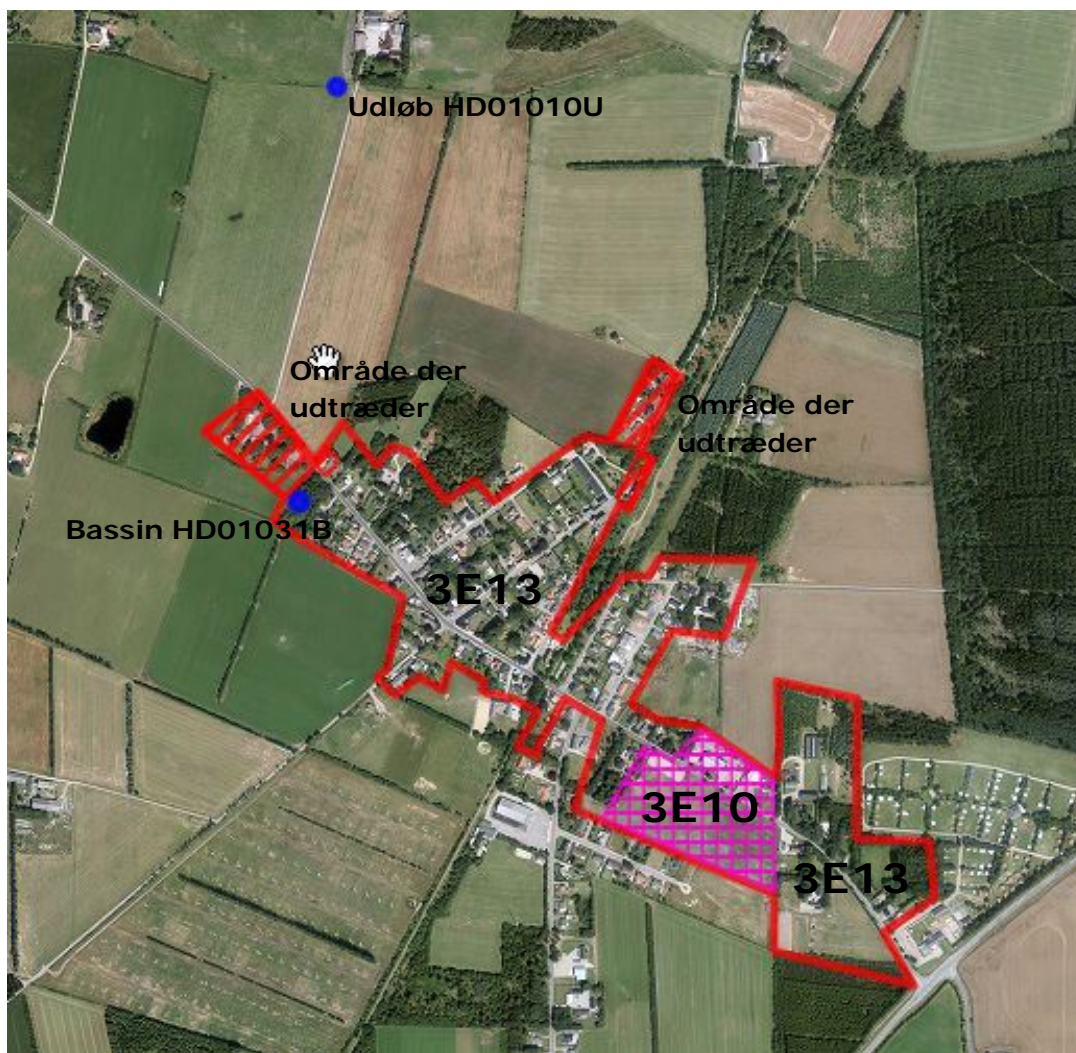 Udløb HD01010U
Område der
udtræder
Område der
udtræder
Bassin HD01031B
3E13
3E10
3E13